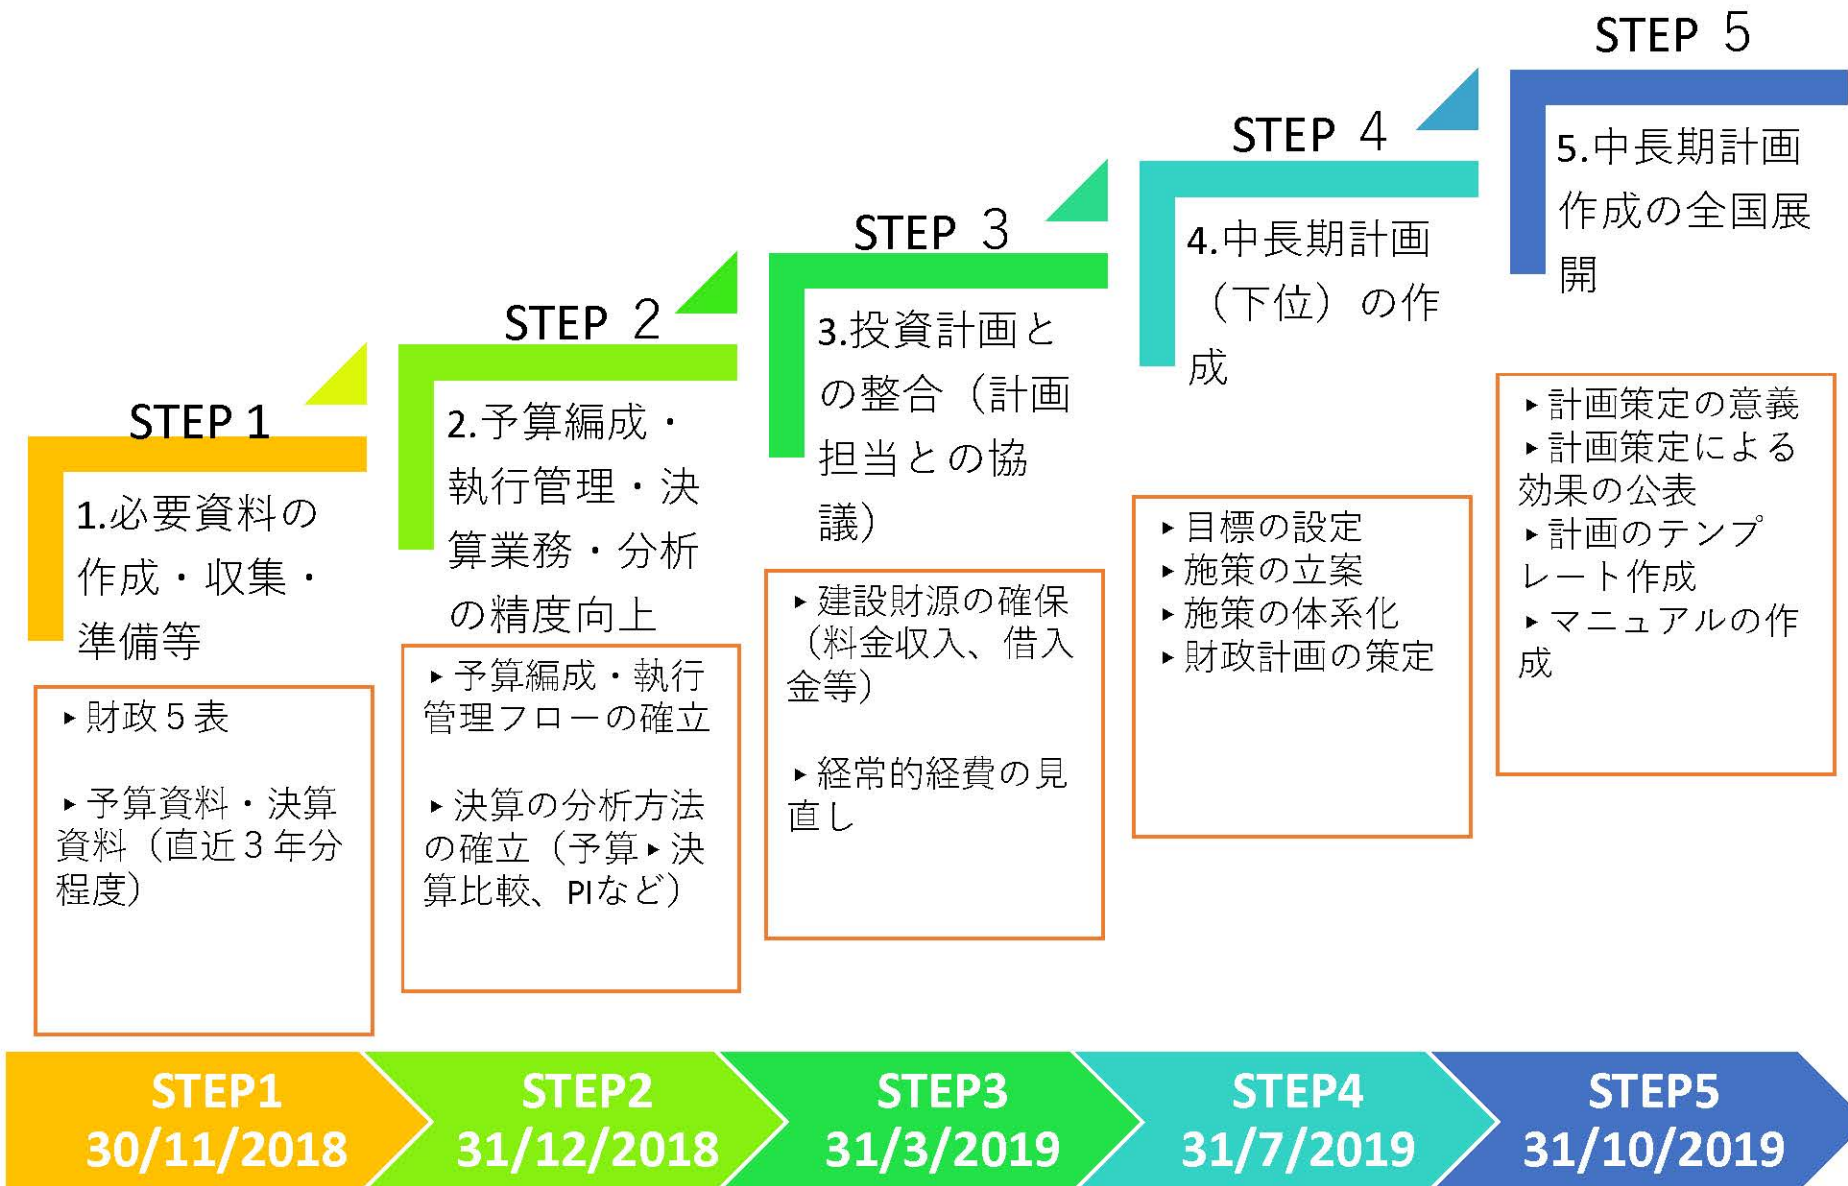 STEP 1
1.必要資料の
作成・収集・
準備等
▸財政５表
▸予算資料・決算
資料（直近３年分
程度）
STEP 2
2.予算編成・
執行管理・決
算業務・分析
の精度向上
▸予算編成・執行
管理フローの確立
▸決算の分析方法
の確立（予算▸決
算比較、PIなど）
STEP 3
3.投資計画と
の整合（計画
担当との協
議）
▸建設財源の確保
（料金収入、借入
金等）
▸経常的経費の見
直し
STEP 4
4.中長期計画
（下位）の作
成
▸目標の設定
▸施策の立案
▸施策の体系化
▸財政計画の策定
STEP 5
5.中長期計画
作成の全国展
開
▸計画策定の意義
▸計画策定による
効果の公表
▸計画のテンプ
レート作成
▸マニュアルの作
成
STEP1
30/11/2018
STEP2
31/12/2018
STEP3
31/3/2019
STEP4
31/7/2019
STEP5
31/10/2019